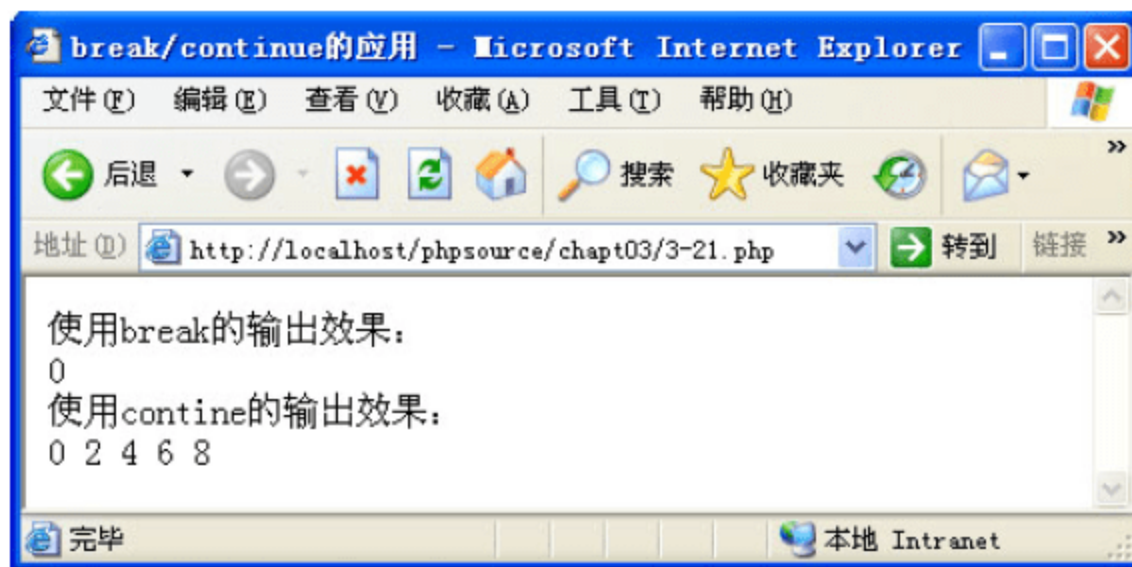 break/continue的应用 - Microsoft Internet Explorer
文件(F) 编辑(E) 查看(V) 收藏(A) 工具(T) 帮助(H)
后退 搜索 收藏夹 »
地址(D) http://localhost/phpsource/chapt03/3-21.php 转到 链接 »
使用break的输出效果：
0
使用contine的输出效果：
0 2 4 6 8
完毕 本地 Intranet